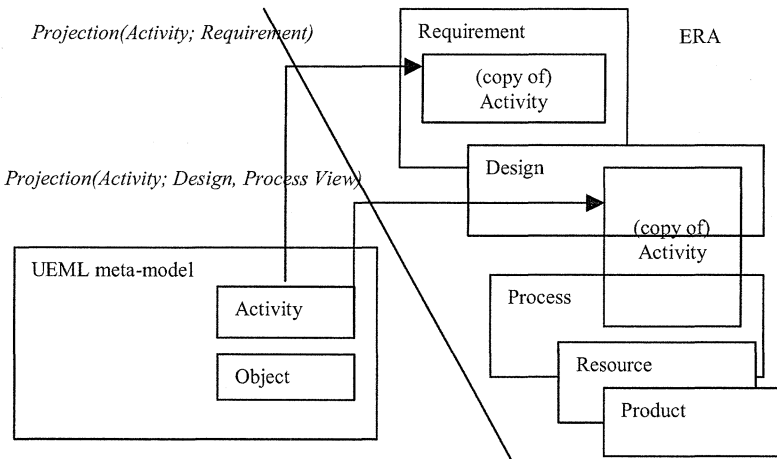 Projection(Activity; Requirement)
Requirement
ERA
(copy of)
Activity
Projection(Activity; Design, Process View)
Design
(copy of)
Activity
UEML meta-model
Activity
Object
Process
Resource
Product